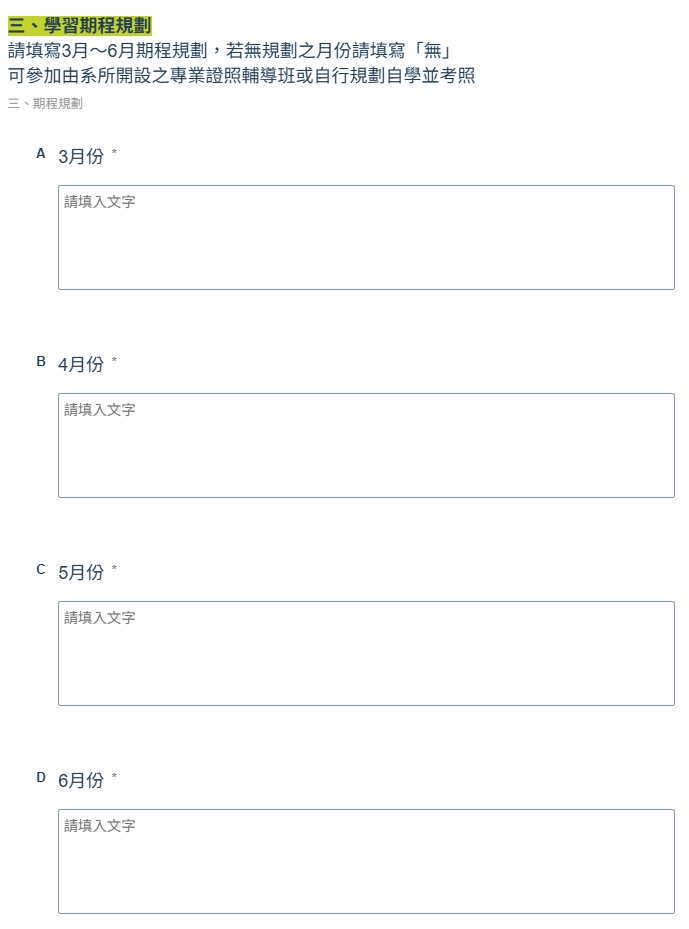 三、學習期程規劃
請填寫3月～6月期程規劃，若無規劃之月份請填寫「無」
可參加由系所開設之專業證照輔導班或自行規劃自學並考照
三、期程規劃
A 3月份 *
請填入文字
B 4月份 *
請填入文字
C 5月份 *
請填入文字
D 6月份 *
請填入文字